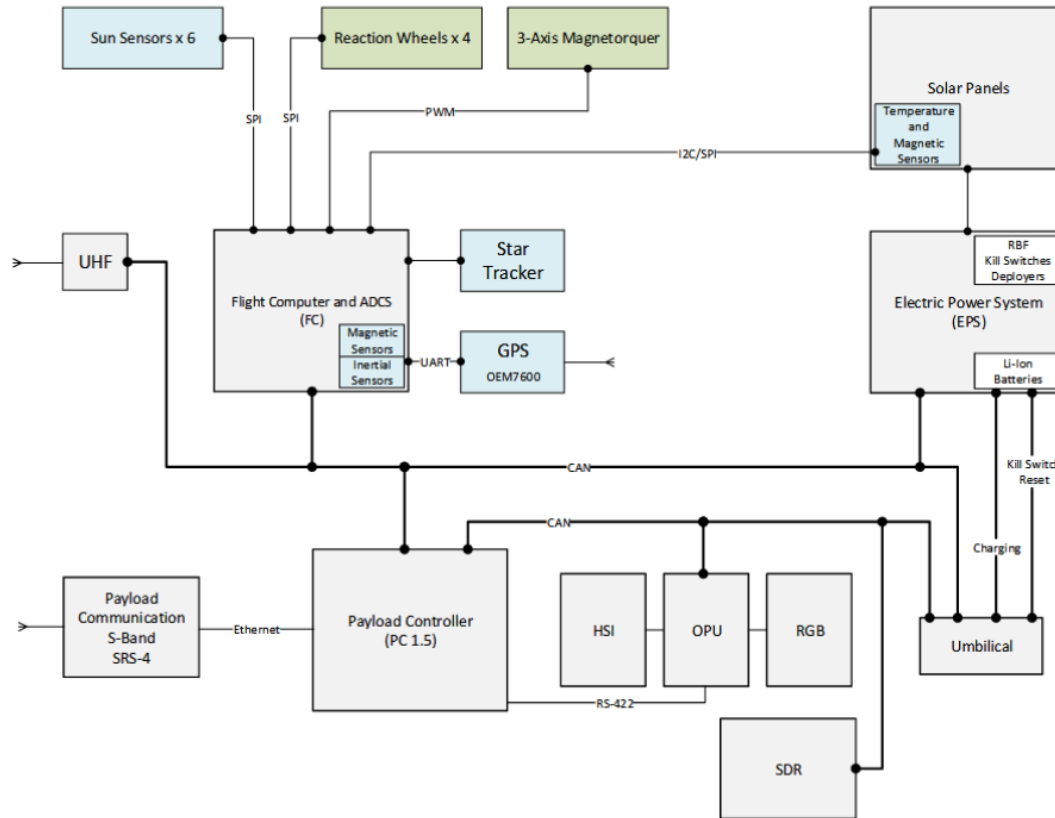 Sun Sensors x 6
Reaction Wheels x 4
3-Axis Magnetorquer
Solar Panels
Temperature
and
Magnetic
Sensors
SPI
SPI
PWM
I2C/SPI
UHF
Flight Computer and ADCS
(FC)
Magnetic
Sensors
Inertial
Sensors
Star
Tracker
UART
GPS
OEM7600
RBF
Kill Switches
Deployers
Electric Power System
(EPS)
Li-Ion
Batteries
CAN
Kill Switch
Reset
CAN
Charging
Payload
Communication
S-Band
SRS-4
Ethernet
Payload Controller
(PC 1.5)
HSI
OPU
RGB
Umbilical
RS-422
SDR